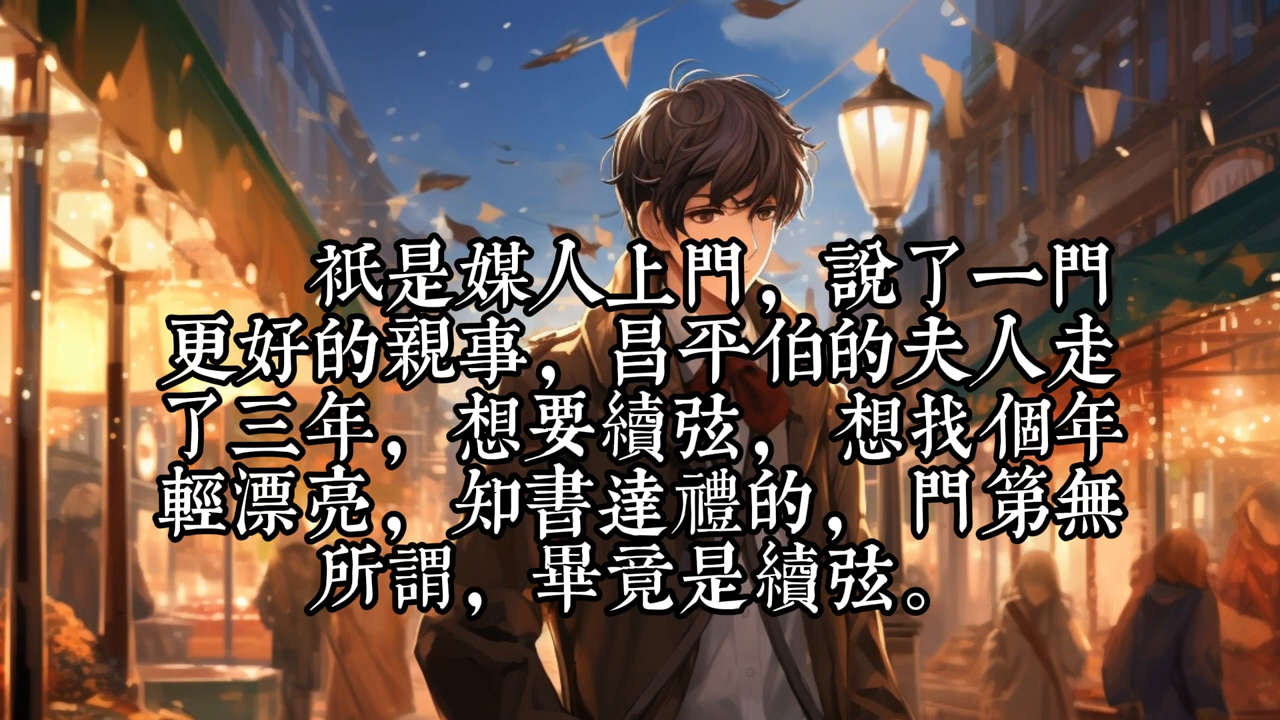 祇是媒人上門，說了一門
更好的親事，昌平伯的夫人走
了三年，想要續弦，想找個年
輕漂亮，知書達禮的，門第無
所謂，畢竟是續弦。